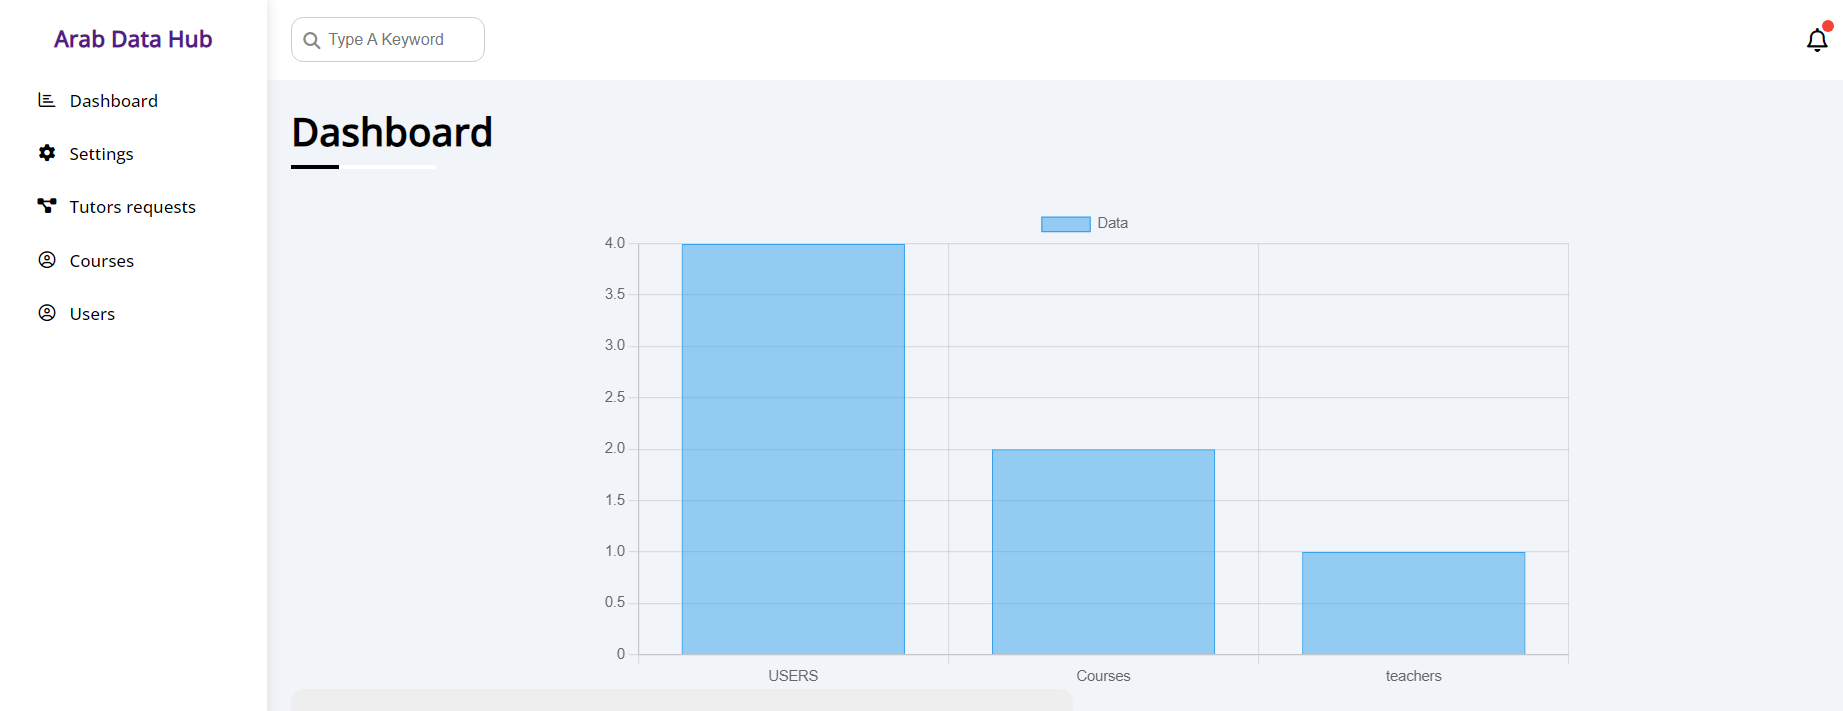 Arab Data Hub
Dashboard
Settings
Tutors requests
Courses
Users
Type A Keyword
Dashboard
Data
4.0
3.5
3.0
2.5
2.0
1.5
1.0
0.5
0
USERS
Courses
teachers